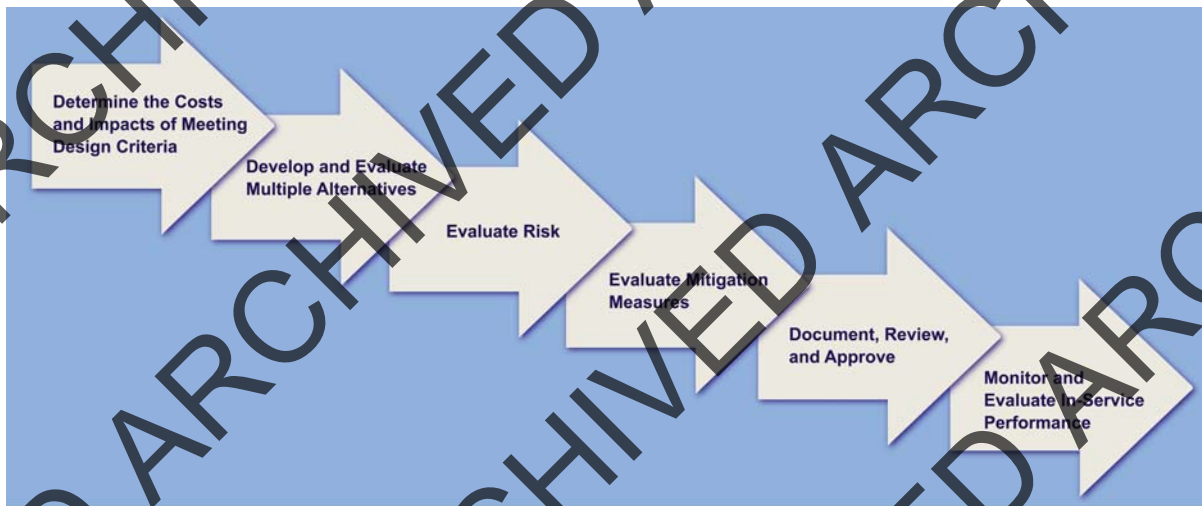 Determine the Costs
and Impacts of Meeting
Design Criteria
Develop and Evaluate
Multiple Alternatives
Evaluate Risk
Evaluate Mitigation
Measures
Document, Review,
and Approve
Monitor and
Evaluate In-Service
Performance
ARCHIVED
ARCHIVED
ARCHIVED
ARCHIVED